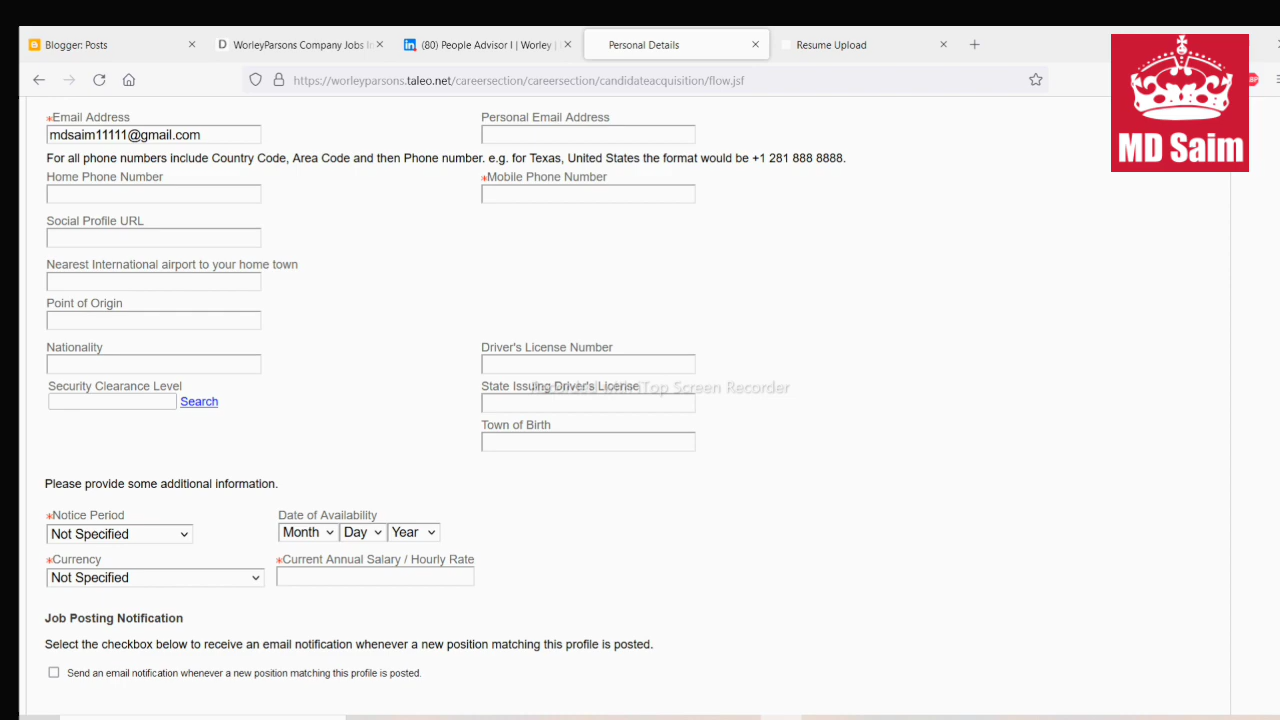 Blogger: Posts
D WorleyParsons Company Jobs In
in (80) People Advisor I | Worley |
Personal Details
Resume Upload
https://worleyparsons.taleo.net/careersection/careersection/candidateacquisition/flow.jsf
MD Saim
*Email Address
Personal Email Address
mdsaim11111@gmail.com
For all phone numbers include Country Code, Area Code and then Phone number. e.g. for Texas, United States the format would be +1 281 888 8888.
Home Phone Number
*Mobile Phone Number
Social Profile URL
Nearest International airport to your home town
Point of Origin
Nationality
Driver's License Number
Security Clearance Level
State Issuing Driver's License
iTop Screen Recorder
Search
Town of Birth
Please provide some additional information.
*Notice Period
Date of Availability
Not Specified
Month Day Year
*Currency
*Current Annual Salary / Hourly Rate
Not Specified
Job Posting Notification
Select the checkbox below to receive an email notification whenever a new position matching this profile is posted.
Send an email notification whenever a new position matching this profile is posted.